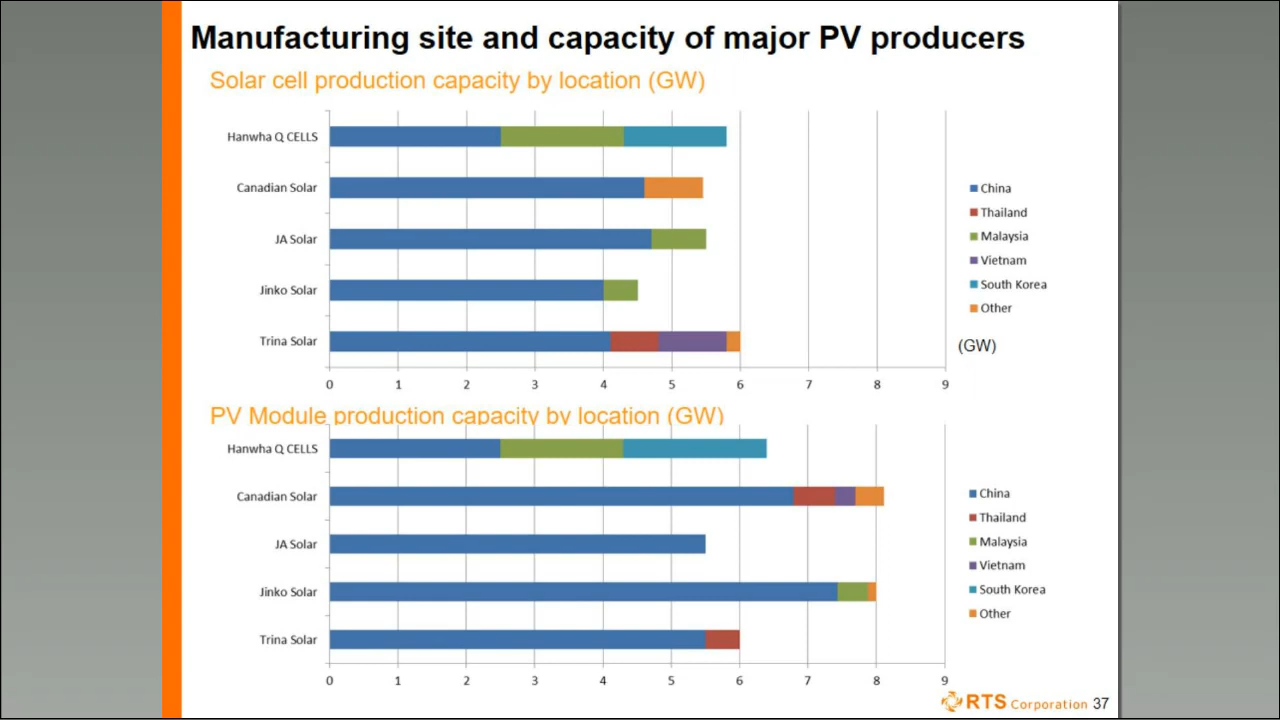 Manufacturing site and capacity of major PV producers
Solar cell production capacity by location (GW)
Hanwha Q CELLS
Canadian Solar
JA Solar
Jinko Solar
Trina Solar
0 1 2 3 4 5 6 7 8 9
China
Thailand
Malaysia
Vietnam
South Korea
Other
(GW)
PV Module production capacity by location (GW)
Hanwha Q CELLS
Canadian Solar
JA Solar
Jinko Solar
Trina Solar
0 1 2 3 4 5 6 7 8 9
China
Thailand
Malaysia
Vietnam
South Korea
Other
RTS Corporation 37